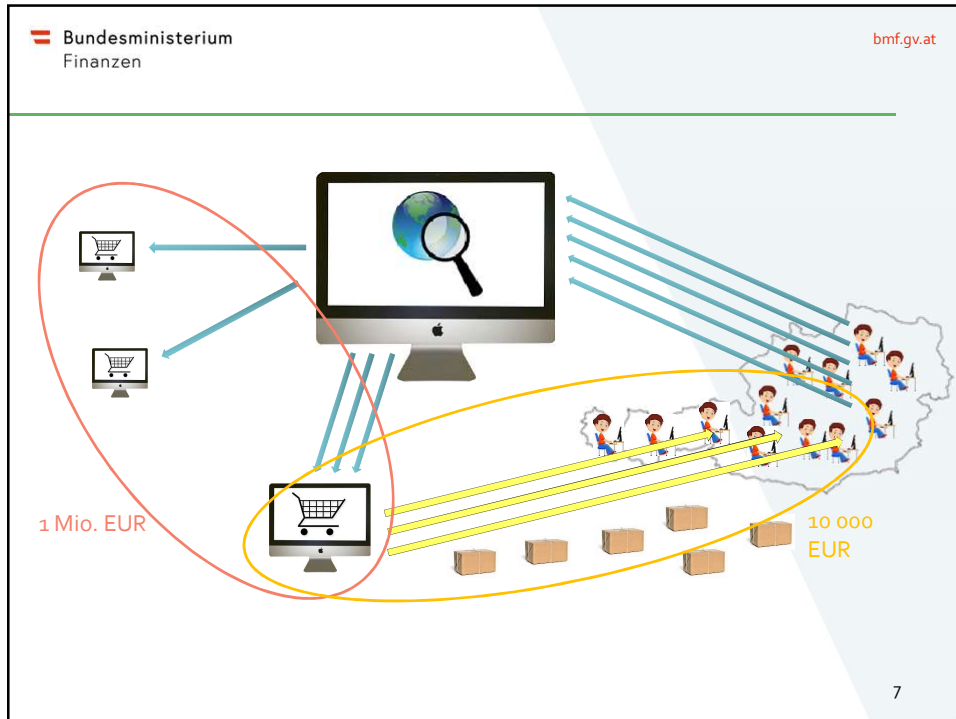 Bundesministerium
Finanzen
bmf.gv.at
1 Mio. EUR
10 000
EUR
7